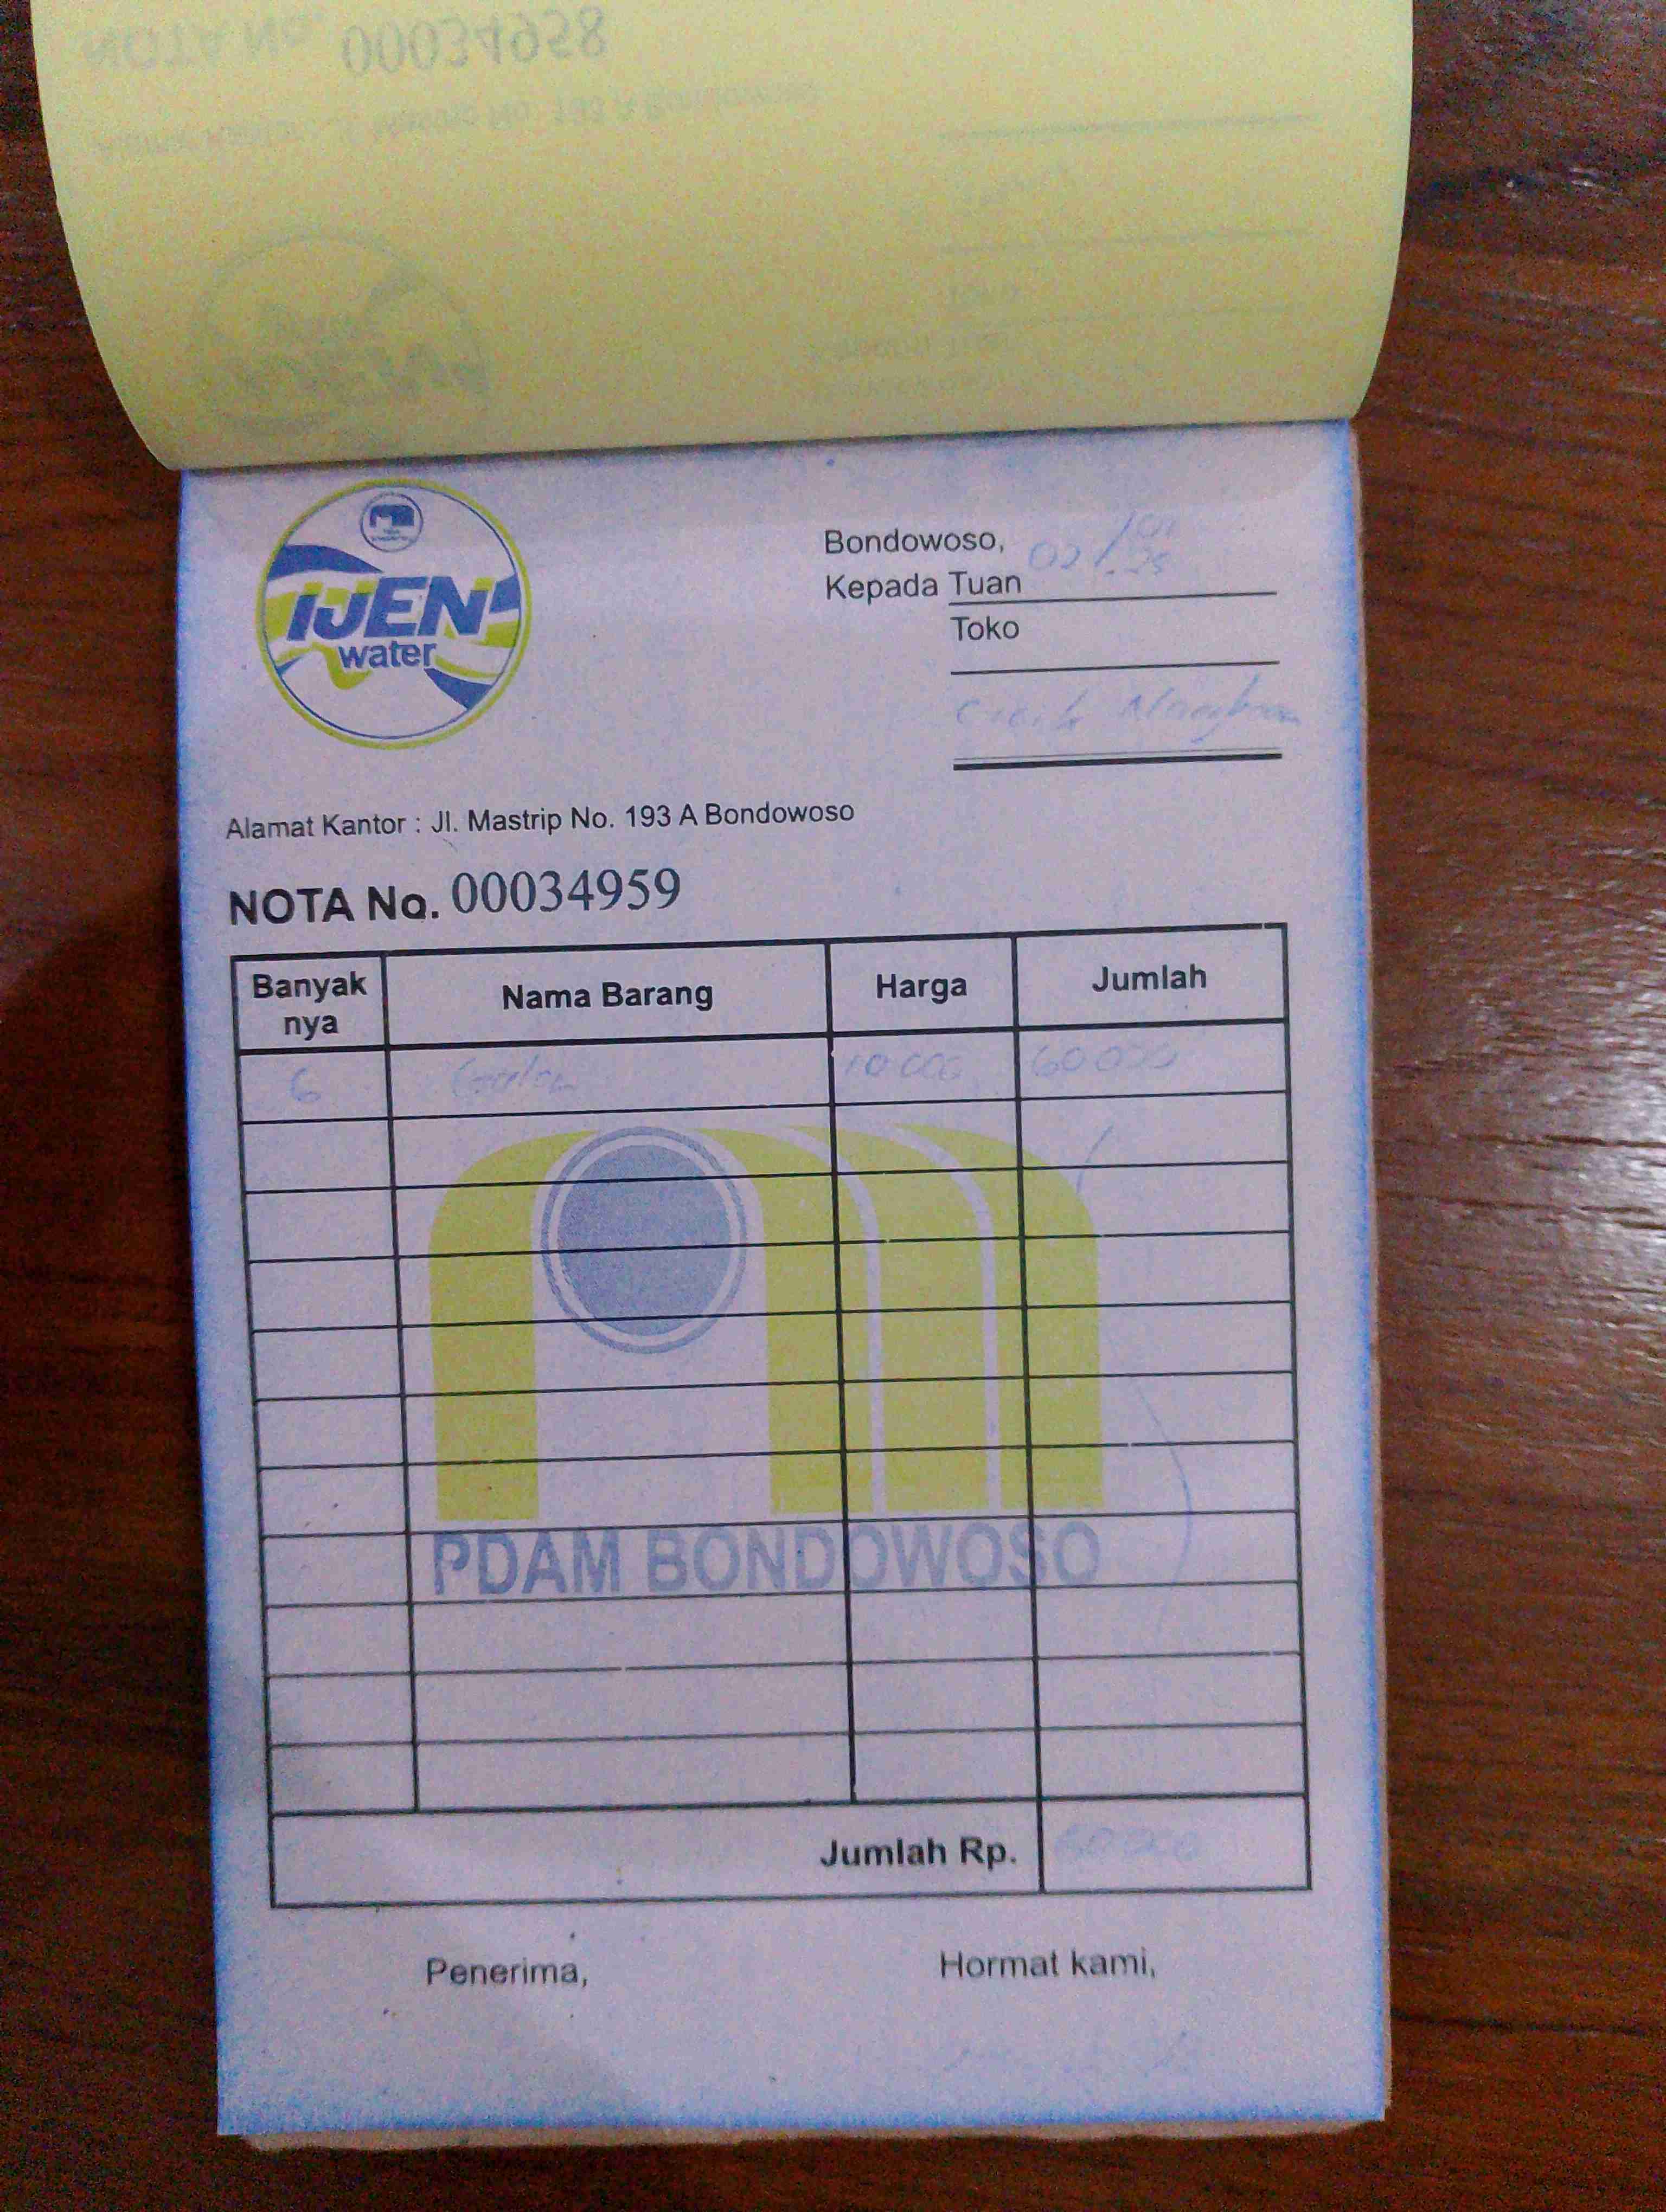 NOTA No. 00034958
IJEN
water
Bondowoso, 02/01.25
Kepada Tuan
Toko
Alamat Kantor : Jl. Mastrip No. 193 A Bondowoso
NOTA No. 00034959
Banyak nya Nama Barang Harga Jumlah
6 Galon 10 000 60 000
PDAM BONDOWOSO
Jumlah Rp. 60 000
Penerima, Hormat kami,